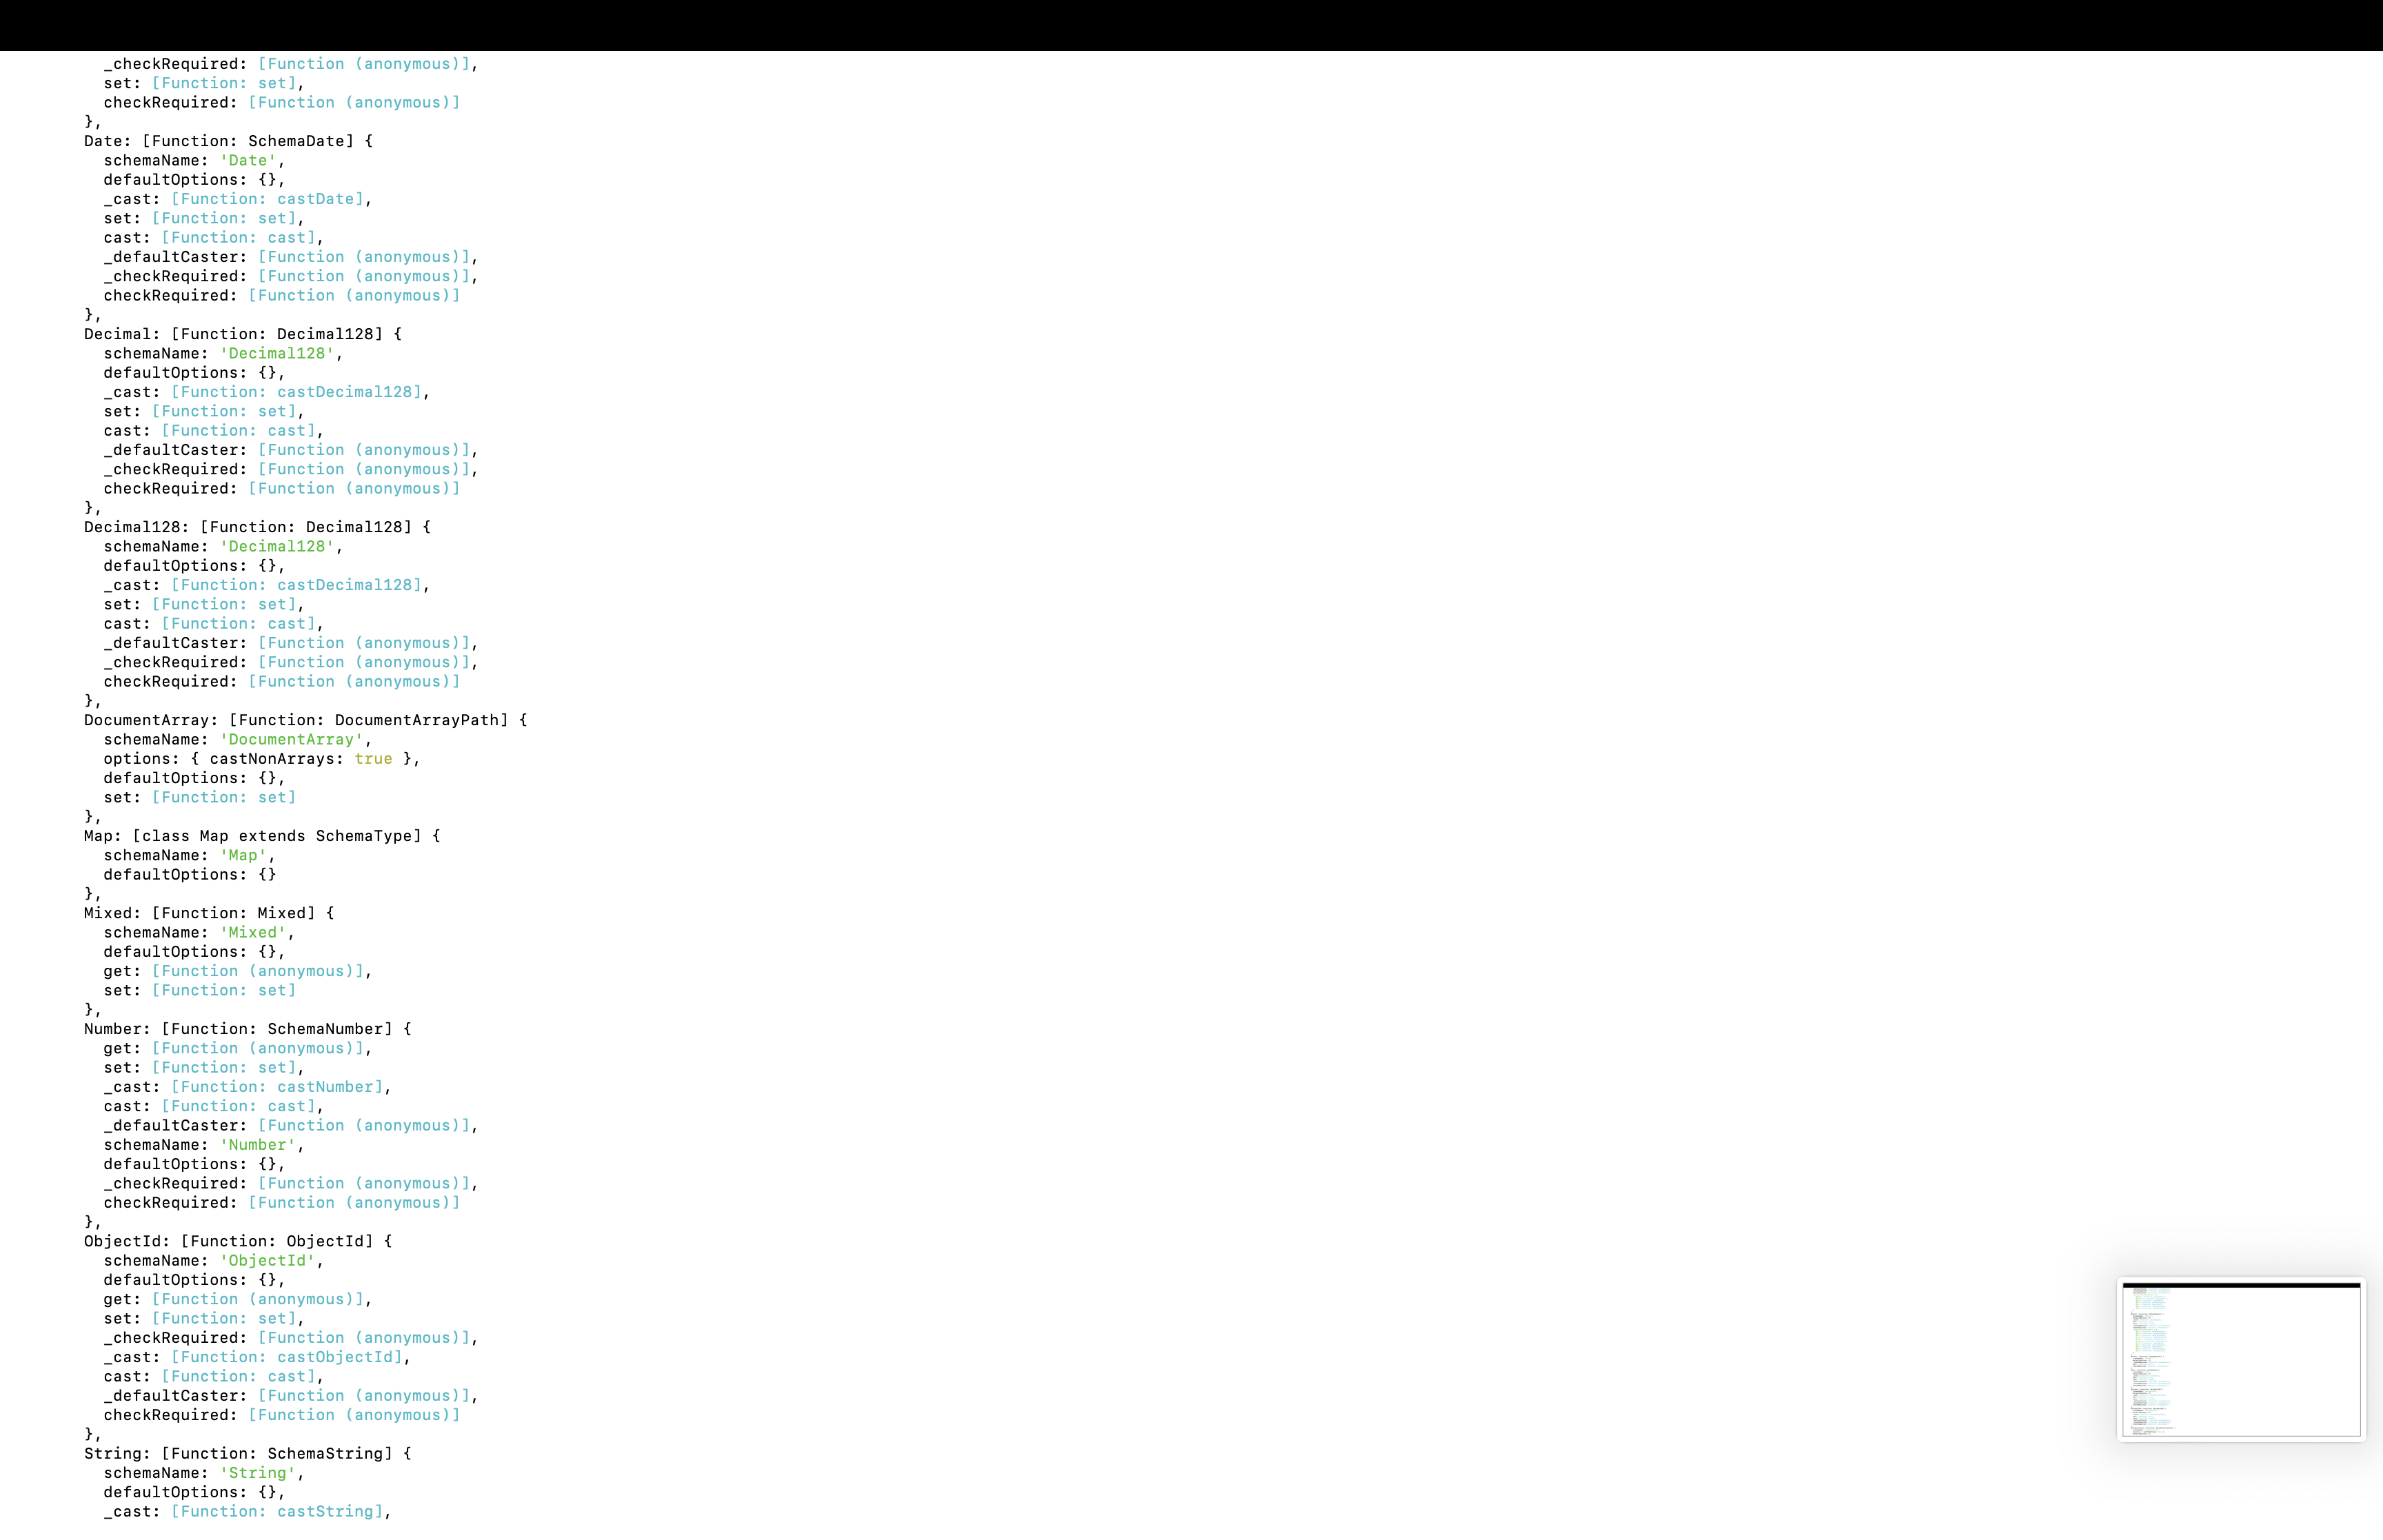 _checkRequired: [Function (anonymous)],
set: [Function: set],
checkRequired: [Function (anonymous)]
},
Date: [Function: SchemaDate] {
schemaName: 'Date',
defaultOptions: {},
_cast: [Function: castDate],
set: [Function: set],
cast: [Function: cast],
_defaultCaster: [Function (anonymous)],
_checkRequired: [Function (anonymous)],
checkRequired: [Function (anonymous)]
},
Decimal: [Function: Decimal128] {
schemaName: 'Decimal128',
defaultOptions: {},
_cast: [Function: castDecimal128],
set: [Function: set],
cast: [Function: cast],
_defaultCaster: [Function (anonymous)],
_checkRequired: [Function (anonymous)],
checkRequired: [Function (anonymous)]
},
Decimal128: [Function: Decimal128] {
schemaName: 'Decimal128',
defaultOptions: {},
_cast: [Function: castDecimal128],
set: [Function: set],
cast: [Function: cast],
_defaultCaster: [Function (anonymous)],
_checkRequired: [Function (anonymous)],
checkRequired: [Function (anonymous)]
},
DocumentArray: [Function: DocumentArrayPath] {
schemaName: 'DocumentArray',
options: { castNonArrays: true },
defaultOptions: {},
set: [Function: set]
},
Map: [class Map extends SchemaType] {
schemaName: 'Map',
defaultOptions: {}
},
Mixed: [Function: Mixed] {
schemaName: 'Mixed',
defaultOptions: {},
get: [Function (anonymous)],
set: [Function: set]
},
Number: [Function: SchemaNumber] {
get: [Function (anonymous)],
set: [Function: set],
_cast: [Function: castNumber],
cast: [Function: cast],
_defaultCaster: [Function (anonymous)],
schemaName: 'Number',
defaultOptions: {},
_checkRequired: [Function (anonymous)],
checkRequired: [Function (anonymous)]
},
ObjectId: [Function: ObjectId] {
schemaName: 'ObjectId',
defaultOptions: {},
get: [Function (anonymous)],
set: [Function: set],
_checkRequired: [Function (anonymous)],
_cast: [Function: castObjectId],
cast: [Function: cast],
_defaultCaster: [Function (anonymous)],
checkRequired: [Function (anonymous)]
},
String: [Function: SchemaString] {
schemaName: 'String',
defaultOptions: {},
_cast: [Function: castString],